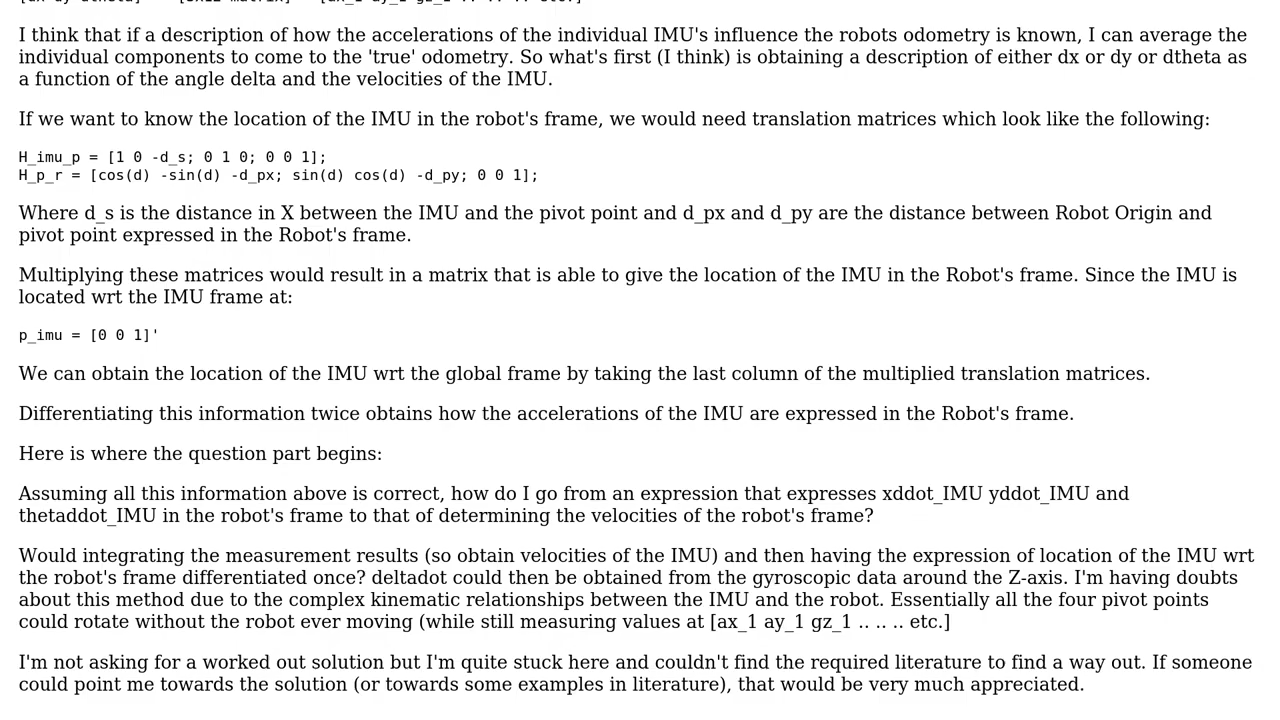 I think that if a description of how the accelerations of the individual IMU's influence the robots odometry is known, I can average the
individual components to come to the 'true' odometry. So what's first (I think) is obtaining a description of either dx or dy or dtheta as
a function of the angle delta and the velocities of the IMU.
If we want to know the location of the IMU in the robot's frame, we would need translation matrices which look like the following:
H_imu_p = [1 0 -d_s; 0 1 0; 0 0 1];
H_p_r = [cos(d) -sin(d) -d_px; sin(d) cos(d) -d_py; 0 0 1];
Where d_s is the distance in X between the IMU and the pivot point and d_px and d_py are the distance between Robot Origin and
pivot point expressed in the Robot's frame.
Multiplying these matrices would result in a matrix that is able to give the location of the IMU in the Robot's frame. Since the IMU is
located wrt the IMU frame at:
p_imu = [0 0 1]'
We can obtain the location of the IMU wrt the global frame by taking the last column of the multiplied translation matrices.
Differentiating this information twice obtains how the accelerations of the IMU are expressed in the Robot's frame.
Here is where the question part begins:
Assuming all this information above is correct, how do I go from an expression that expresses xddot_IMU yddot_IMU and
thetaddot_IMU in the robot's frame to that of determining the velocities of the robot's frame?
Would integrating the measurement results (so obtain velocities of the IMU) and then having the expression of location of the IMU wrt
the robot's frame differentiated once? deltadot could then be obtained from the gyroscopic data around the Z-axis. I'm having doubts
about this method due to the complex kinematic relationships between the IMU and the robot. Essentially all the four pivot points
could rotate without the robot ever moving (while still measuring values at [ax_1 ay_1 gz_1 .. .. .. etc.]
I'm not asking for a worked out solution but I'm quite stuck here and couldn't find the required literature to find a way out. If someone
could point me towards the solution (or towards some examples in literature), that would be very much appreciated.